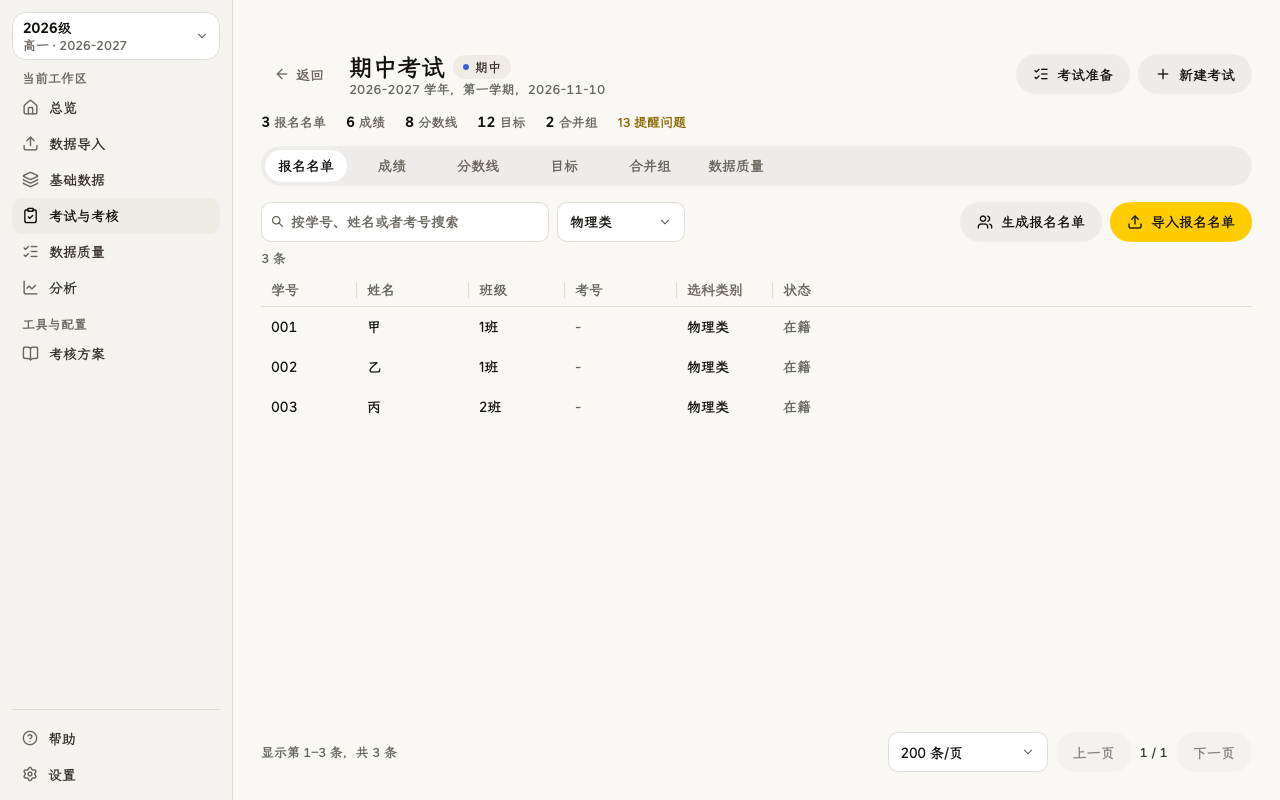 2026级
高一 · 2026-2027
当前工作区
总览
数据导入
基础数据
考试与考核
数据质量
分析
工具与配置
考核方案
帮助
设置
返回
期中考试
期中
2026-2027 学年，第一学期，2026-11-10
考试准备
新建考试
3 报名名单 6 成绩 8 分数线 12 目标 2 合并组 13 提醒问题
报名名单 成绩 分数线 目标 合并组 数据质量
按学号、姓名或者考号搜索
物理类
生成报名名单
导入报名名单
3 条
学号 姓名 班级 考号 选科类别 状态
001 甲 1班 - 物理类 在籍
002 乙 1班 - 物理类 在籍
003 丙 2班 - 物理类 在籍
显示第 1–3 条，共 3 条
200 条/页
上一页
1 / 1
下一页